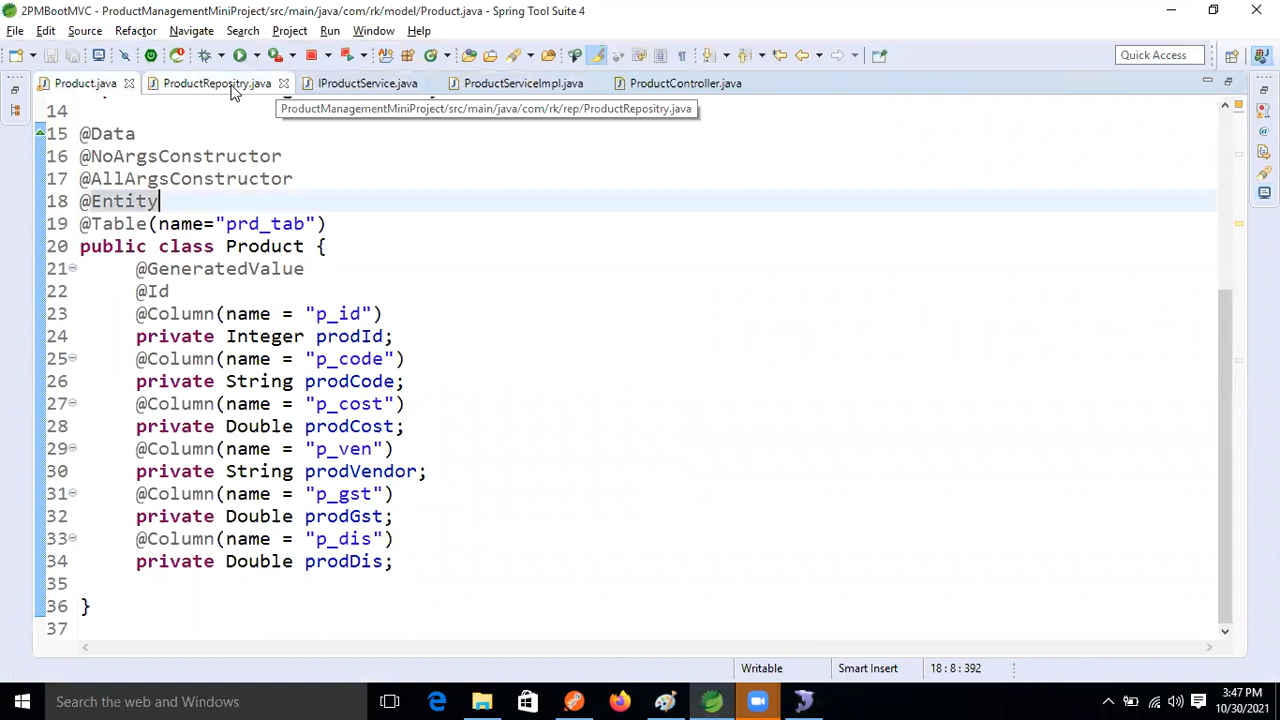 2PMBootMVC - ProductManagementMiniProject/src/main/java/com/rk/model/Product.java - Spring Tool Suite 4
File Edit Source Refactor Navigate Search Project Run Window Help
Quick Access
Product.java ProductRepositry.java IProductService.java ProductServiceImpl.java ProductController.java
ProductManagementMiniProject/src/main/java/com/rk/rep/ProductRepositry.java
14
15 @Data
16 @NoArgsConstructor
17 @AllArgsConstructor
18 @Entity
19 @Table(name="prd_tab")
20 public class Product {
21 @GeneratedValue
22 @Id
23 @Column(name = "p_id")
24 private Integer prodId;
25 @Column(name = "p_code")
26 private String prodCode;
27 @Column(name = "p_cost")
28 private Double prodCost;
29 @Column(name = "p_ven")
30 private String prodVendor;
31 @Column(name = "p_gst")
32 private Double prodGst;
33 @Column(name = "p_dis")
34 private Double prodDis;
35
36 }
37
Writable Smart Insert 18 : 8 : 392
Search the web and Windows
3:47 PM
10/30/2021